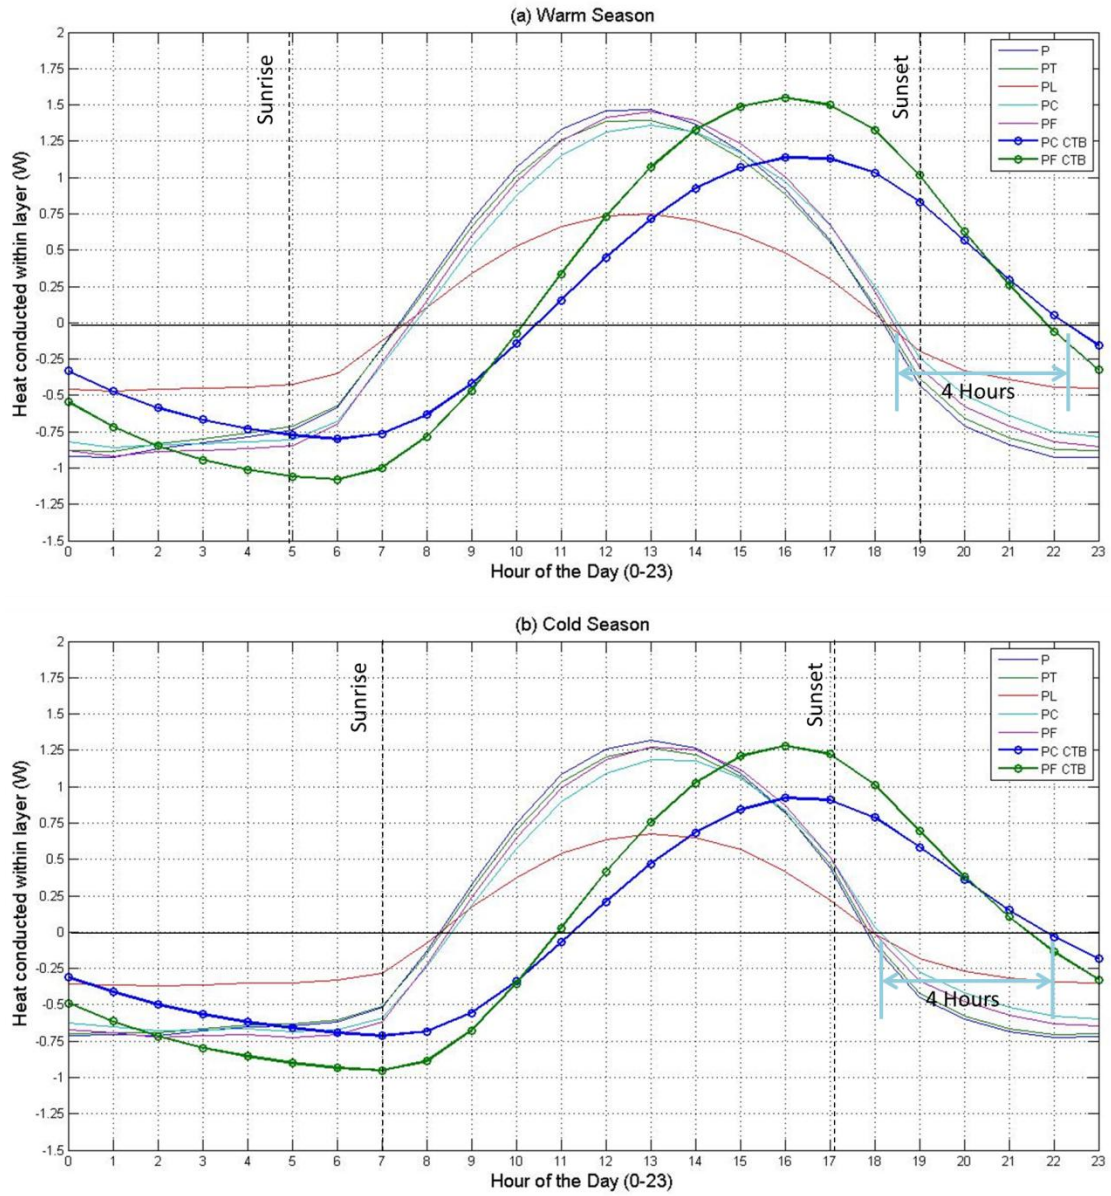 (a) Warm Season
Heat conducted within layer (W)
2
1.75
1.5
1.25
1
0.75
0.5
0.25
0
-0.25
-0.5
-0.75
-1
-1.25
-1.5
Sunrise
Sunset
P
PT
PL
PC
PF
PC CTB
PF CTB
4 Hours
0 1 2 3 4 5 6 7 8 9 10 11 12 13 14 15 16 17 18 19 20 21 22 23
Hour of the Day (0-23)
(b) Cold Season
Heat conducted within layer (W)
2
1.75
1.5
1.25
1
0.75
0.5
0.25
0
-0.25
-0.5
-0.75
-1
-1.25
-1.5
Sunrise
Sunset
P
PT
PL
PC
PF
PC CTB
PF CTB
4 Hours
0 1 2 3 4 5 6 7 8 9 10 11 12 13 14 15 16 17 18 19 20 21 22 23
Hour of the Day (0-23)